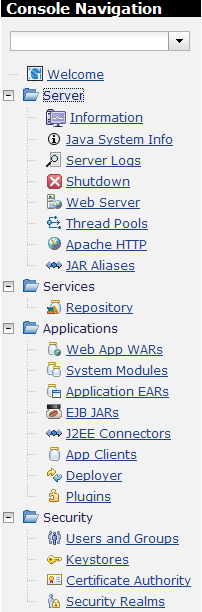 Console Navigation
Welcome
Server
Information
Java System Info
Server Logs
Shutdown
Web Server
Thread Pools
Apache HTTP
JAR Aliases
Services
Repository
Applications
Web App WARs
System Modules
Application EARs
EJB JARs
J2EE Connectors
App Clients
Deployer
Plugins
Security
Users and Groups
Keystores
Certificate Authority
Security Realms